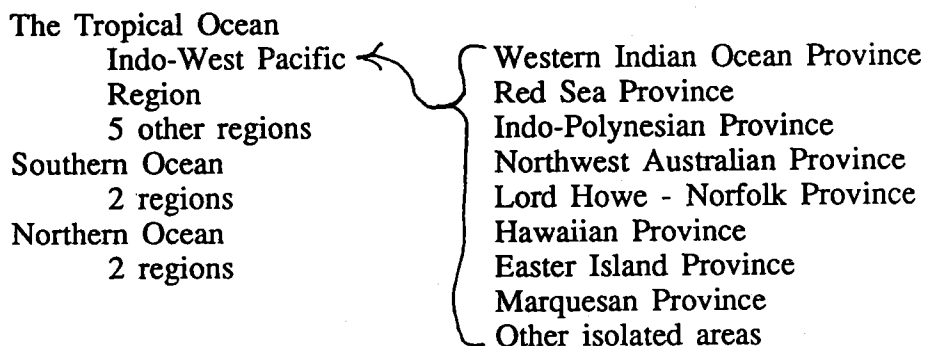 The Tropical Ocean
Indo-West Pacific
Region
5 other regions
Southern Ocean
2 regions
Northern Ocean
2 regions
Western Indian Ocean Province
Red Sea Province
Indo-Polynesian Province
Northwest Australian Province
Lord Howe - Norfolk Province
Hawaiian Province
Easter Island Province
Marquesan Province
Other isolated areas